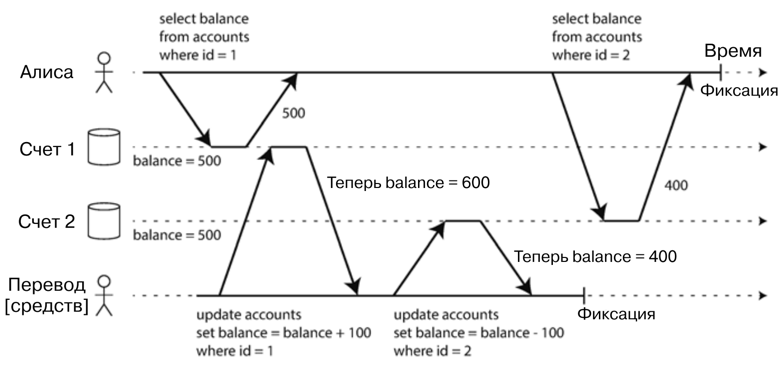 select balance
from accounts
where id = 1
select balance
from accounts
where id = 2
Время
Алиса
Фиксация
500
Счет 1
balance = 500
Теперь balance = 600
400
Счет 2
balance = 500
Теперь balance = 400
Перевод
[средств]
Фиксация
update accounts
set balance = balance + 100
where id = 1
update accounts
set balance = balance - 100
where id = 2